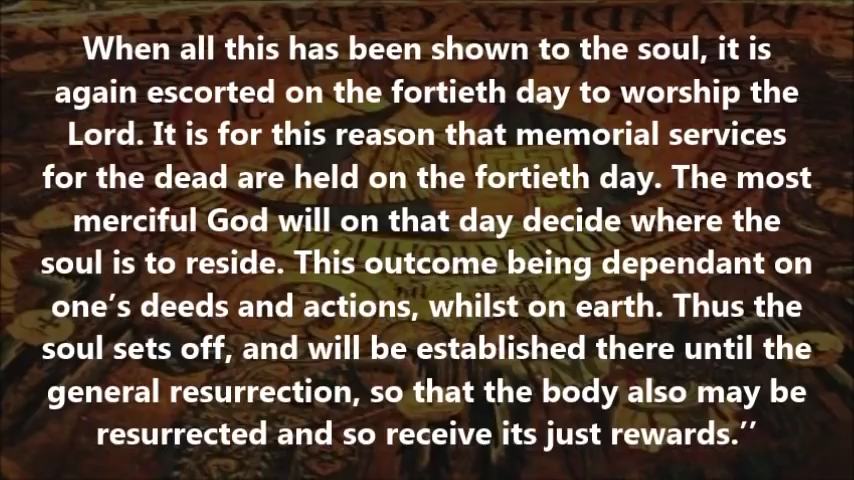 When all this has been shown to the soul, it is
again escorted on the fortieth day to worship the
Lord. It is for this reason that memorial services
for the dead are held on the fortieth day. The most
merciful God will on that day decide where the
soul is to reside. This outcome being dependant on
one’s deeds and actions, whilst on earth. Thus the
soul sets off, and will be established there until the
general resurrection, so that the body also may be
resurrected and so receive its just rewards.’’